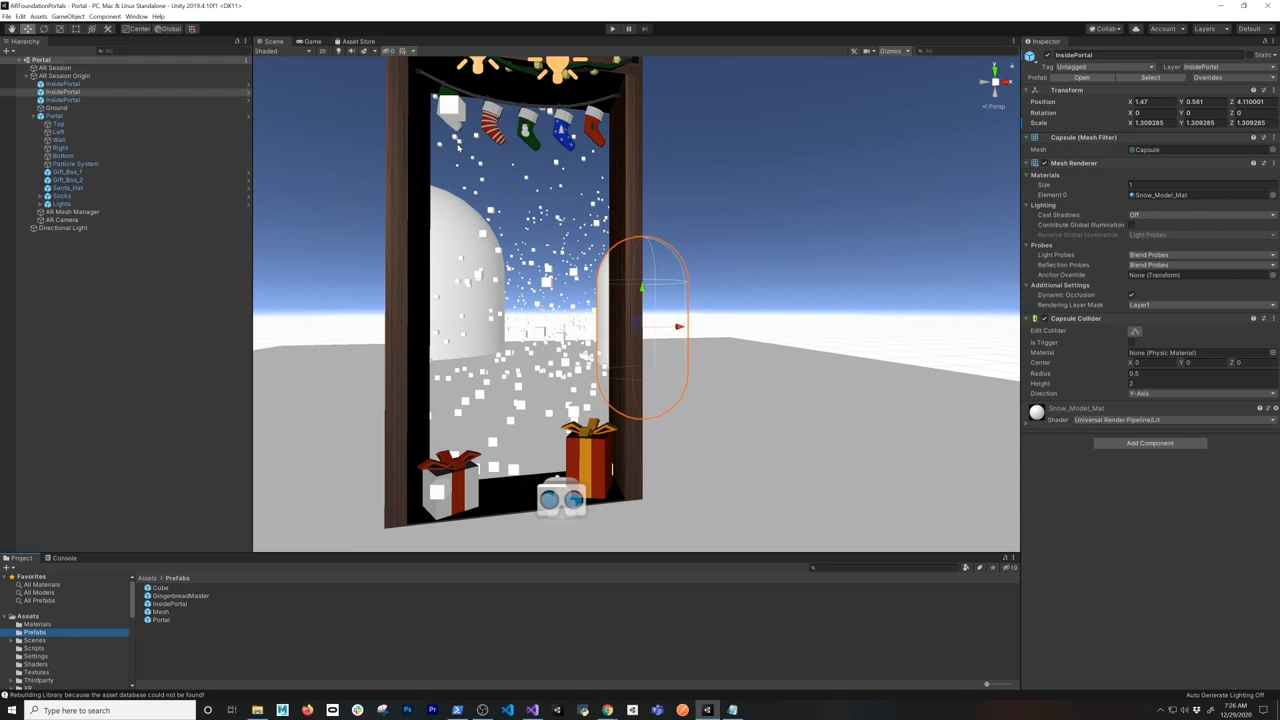 ARFoundationPortals - Portal - PC, Mac & Linux Standalone - Unity 2019.4.10f1 <DX11>
File Edit Assets GameObject Component Window Help
Center Global Collab Account Layers Default
Hierarchy
All
Portal
AR Session
AR Session Origin
InsidePortal
InsidePortal
InsidePortal
Ground
Portal
Top
Left
Wall
Right
Bottom
Particle System
Gift_Box_1
Gift_Box_2
Santa_Hat
Socks
Lights
AR Mesh Manager
AR Camera
Directional Light
Scene Game Asset Store
Shaded 2D 0 Gizmos All
y
x
Persp
Inspector
InsidePortal Static
Tag Untagged Layer InsidePortal
Prefab Open Select Overrides
Transform
Position X 1.47 Y 0.561 Z 4.110001
Rotation X 0 Y 0 Z 0
Scale X 1.309285 Y 1.309285 Z 1.309285
Capsule (Mesh Filter)
Mesh Capsule
Mesh Renderer
Materials
Size 1
Element 0 Snow_Model_Mat
Lighting
Cast Shadows Off
Contribute Global Illumination
Receive Global Illumination Light Probes
Probes
Light Probes Blend Probes
Reflection Probes Blend Probes
Anchor Override None (Transform)
Additional Settings
Dynamic Occlusion
Rendering Layer Mask Layer1
Capsule Collider
Edit Collider
Is Trigger
Material None (Physic Material)
Center X 0 Y 0 Z 0
Radius 0.5
Height 2
Direction Y-Axis
Snow_Model_Mat
Shader Universal Render Pipeline/Lit
Add Component
Project Console
19
Favorites
All Materials
All Models
All Prefabs
Assets
Materials
Prefabs
Scenes
Scripts
Settings
Shaders
Textures
Thirdparty
XR
Assets > Prefabs
Cube
GingerbreadMaster
InsidePortal
Mesh
Portal
Rebuilding Library because the asset database could not be found!
Auto Generate Lighting Off
Type here to search
7:26 AM
12/29/2020